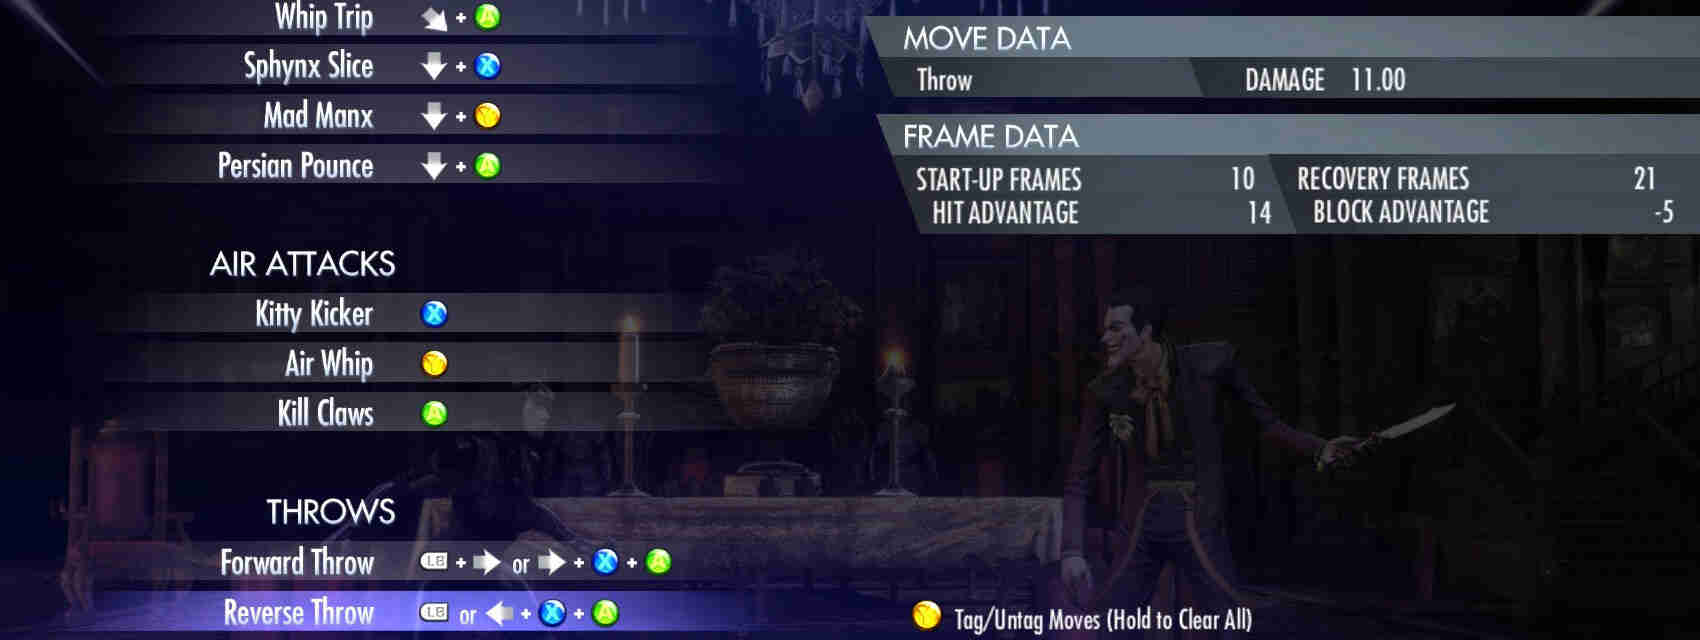 Whip Trip + A
Sphynx Slice + X
Mad Manx + Y
Persian Pounce + A
AIR ATTACKS
Kitty Kicker X
Air Whip Y
Kill Claws A
THROWS
Forward Throw LB + or + X + A
Reverse Throw LB or + X + A
MOVE DATA
Throw DAMAGE 11.00
FRAME DATA
START-UP FRAMES 10 RECOVERY FRAMES 21
HIT ADVANTAGE 14 BLOCK ADVANTAGE -5
Y Tag/Untag Moves (Hold to Clear All)